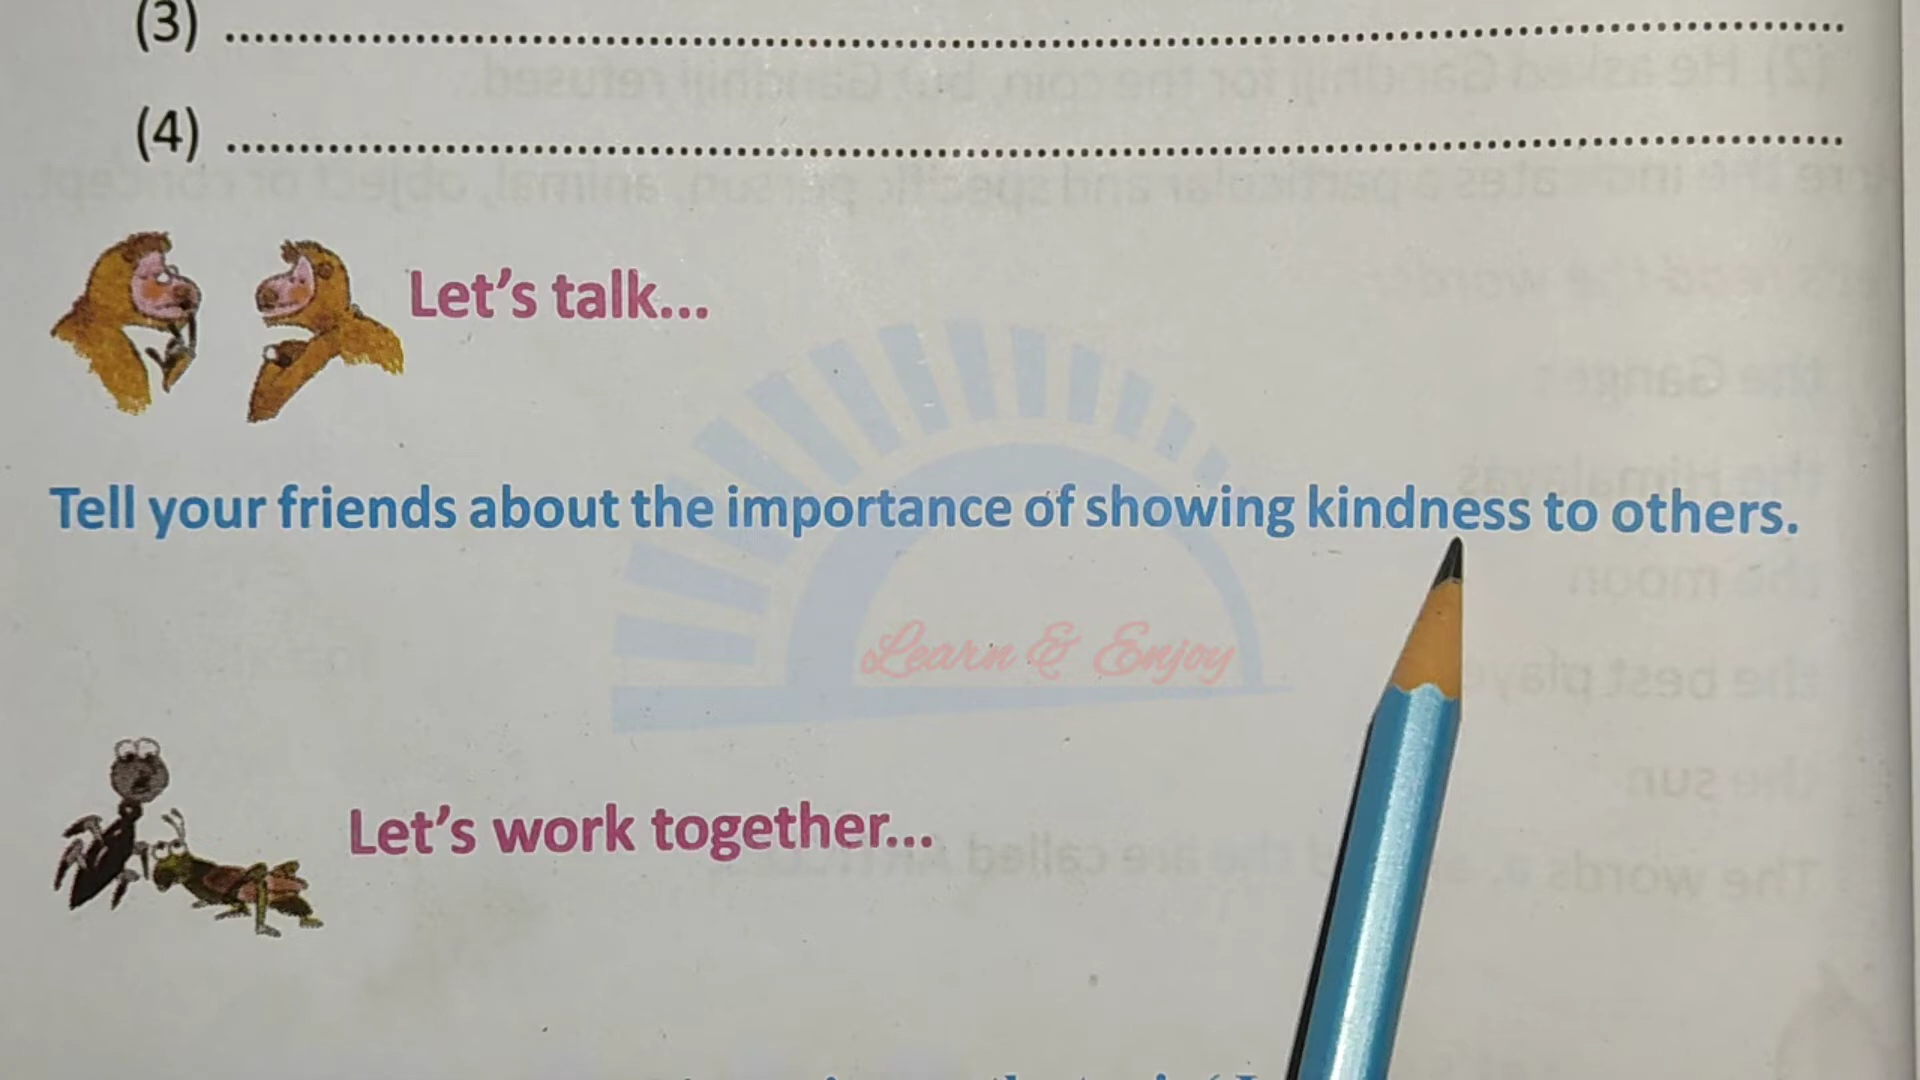 (3) ........................................
(4) ........................................
Let's talk...
Tell your friends about the importance of showing kindness to others.
Learn & Enjoy
Let's work together...